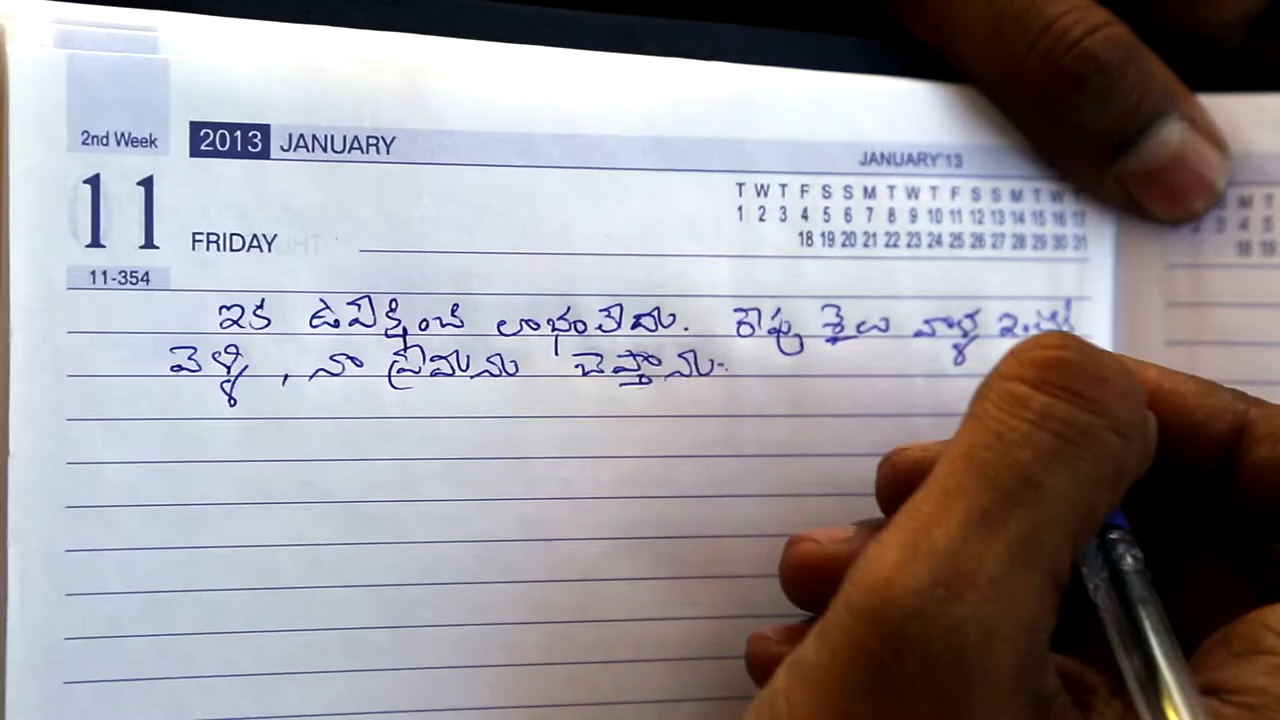 2nd Week 2013 JANUARY
JANUARY'13
T W T F S S M T W T F S S M T W T
11 1 2 3 4 5 6 7 8 9 10 11 12 13 14 15 16 17
FRIDAY 18 19 20 21 22 23 24 25 26 27 28 29 30 31
11-354
ఇక ఉపేక్షించి లాభంలేదు. రేపు శైలు వాళ్ళ
వెళ్ళి, నా ప్రేమను చెప్తాను.